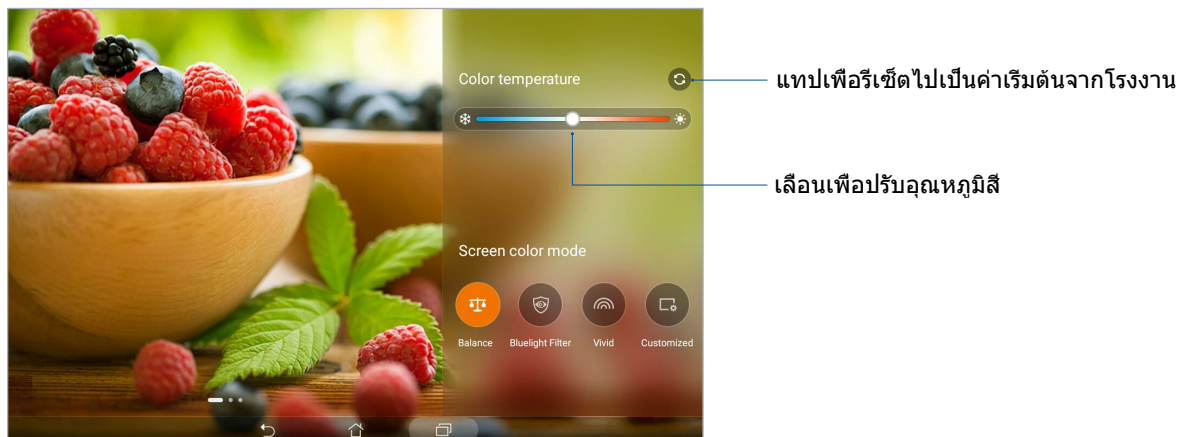 Color temperature
แทปเพื่อรีเซ็ตไปเป็นค่าเริ่มต้นจากโรงงาน
เลื่อนเพื่อปรับอุณหภูมิสี
Screen color mode
Balance
Bluelight Filter
Vivid
Customized